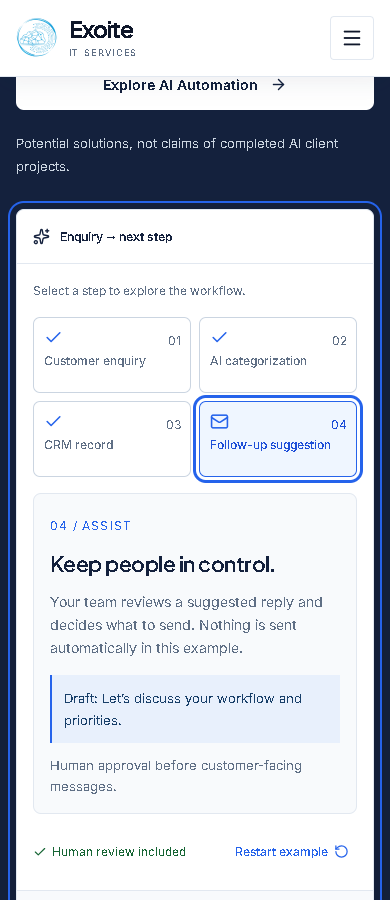 Exoite
IT SERVICES
Explore AI Automation →
Potential solutions, not claims of completed AI client
projects.
Enquiry → next step
Select a step to explore the workflow.
01
Customer enquiry
02
AI categorization
03
CRM record
04
Follow-up suggestion
04 / ASSIST
Keep people in control.
Your team reviews a suggested reply and
decides what to send. Nothing is sent
automatically in this example.
Draft: Let's discuss your workflow and
priorities.
Human approval before customer-facing
messages.
Human review included
Restart example